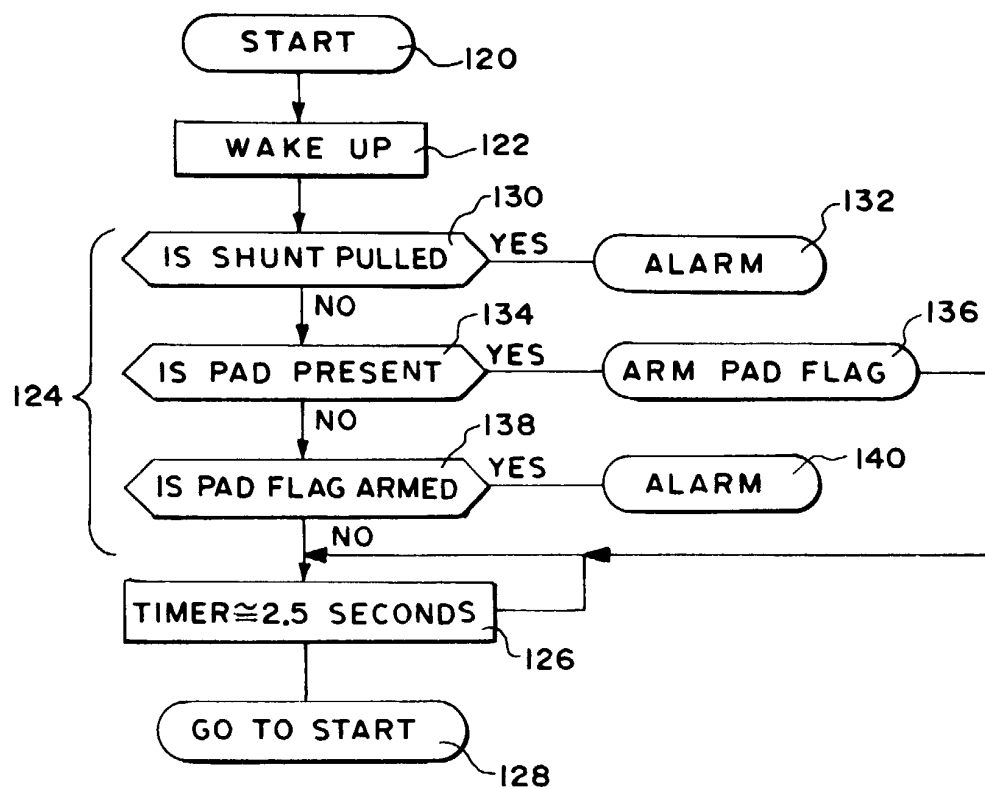 START
120
WAKE UP
122
130
132
IS SHUNT PULLED
YES
ALARM
NO
134
136
IS PAD PRESENT
YES
ARM PAD FLAG
124
NO
138
140
IS PAD FLAG ARMED
YES
ALARM
NO
TIMER≅2.5 SECONDS
126
GO TO START
128